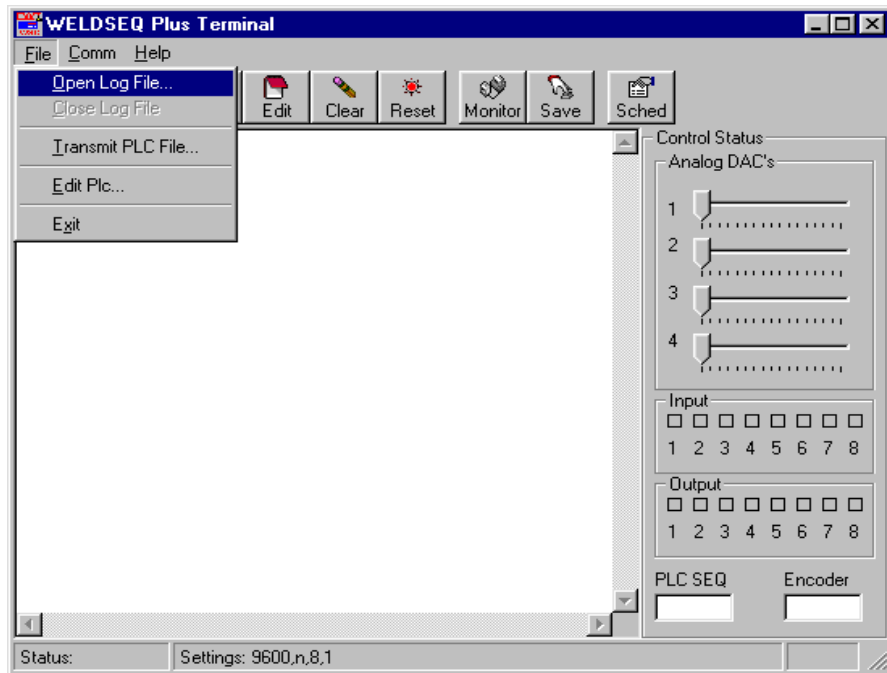 WELDSEQ Plus Terminal
File Comm Help
Open Log File...
Close Log File
Transmit PLC File...
Edit Plc...
Exit
Edit Clear Reset Monitor Save Sched
Control Status
Analog DAC's
1
2
3
4
Input
1 2 3 4 5 6 7 8
Output
1 2 3 4 5 6 7 8
PLC SEQ Encoder
Status: Settings: 9600,n,8,1